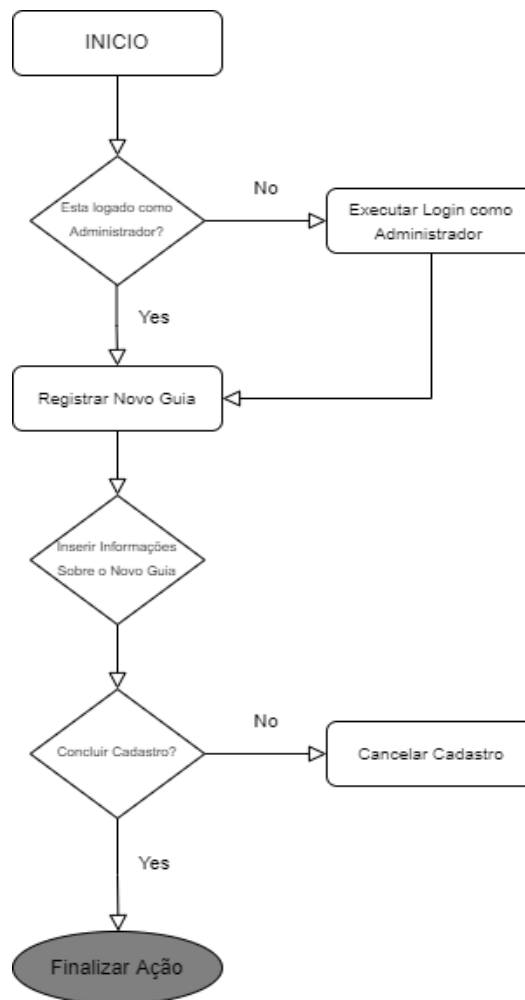 INICIO
Esta logado como
Administrador?
No
Executar Login como
Administrador
Yes
Registrar Novo Guia
Inserir Informações
Sobre o Novo Guia
Concluir Cadastro?
No
Cancelar Cadastro
Yes
Finalizar Ação